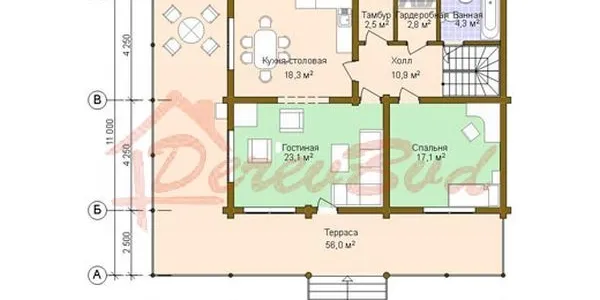 Тамбур
2,5 м²
Гардеробная
2,8 м²
Ванная
4,3 м²
4 250
Кухня-столовая
18,3 м²
Холл
10,9 м²
В
11 000
4 250
Гостиная
23,1 м²
Спальня
17,1 м²
DerevBud
Б
2 500
Терраса
56,0 м²
А